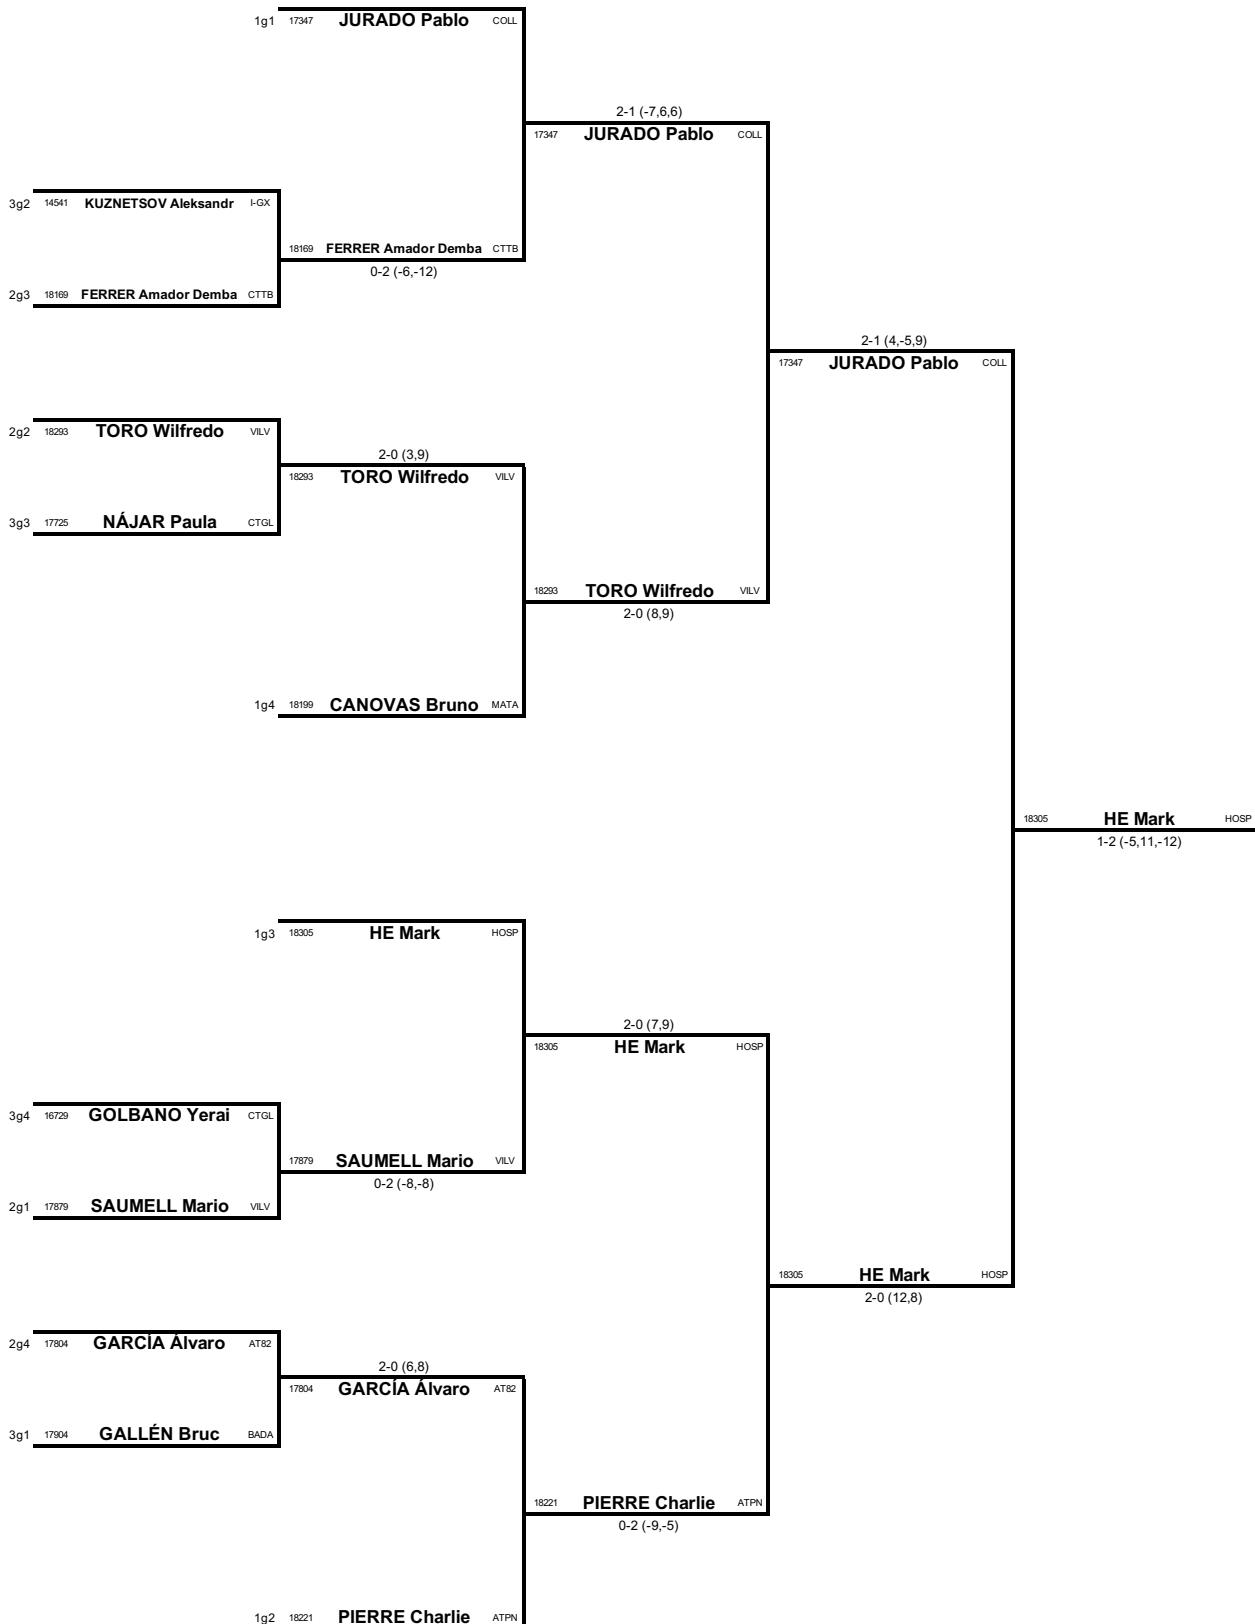 1g1 17347 JURADO Pablo COLL
2-1 (-7,6,6)
17347 JURADO Pablo COLL
3g2 14541 KUZNETSOV Aleksandr I-GX
18169 FERRER Amador Demba CTTB
0-2 (-6,-12)
2g3 18169 FERRER Amador Demba CTTB
2-1 (4,-5,9)
17347 JURADO Pablo COLL
2g2 18293 TORO Wilfredo VILV
2-0 (3,9)
18293 TORO Wilfredo VILV
3g3 17725 NÁJAR Paula CTGL
18293 TORO Wilfredo VILV
2-0 (8,9)
1g4 18199 CANOVAS Bruno MATA
18305 HE Mark HOSP
1-2 (-5,11,-12)
1g3 18305 HE Mark HOSP
2-0 (7,9)
18305 HE Mark HOSP
3g4 16729 GOLBANO Yerai CTGL
17879 SAUMELL Mario VILV
0-2 (-8,-8)
2g1 17879 SAUMELL Mario VILV
18305 HE Mark HOSP
2-0 (12,8)
2g4 17804 GARCÍA Álvaro AT82
2-0 (6,8)
17804 GARCÍA Álvaro AT82
3g1 17904 GALLÉN Bruc BADA
18221 PIERRE Charlie ATPN
0-2 (-9,-5)
1g2 18221 PIERRE Charlie ATPN